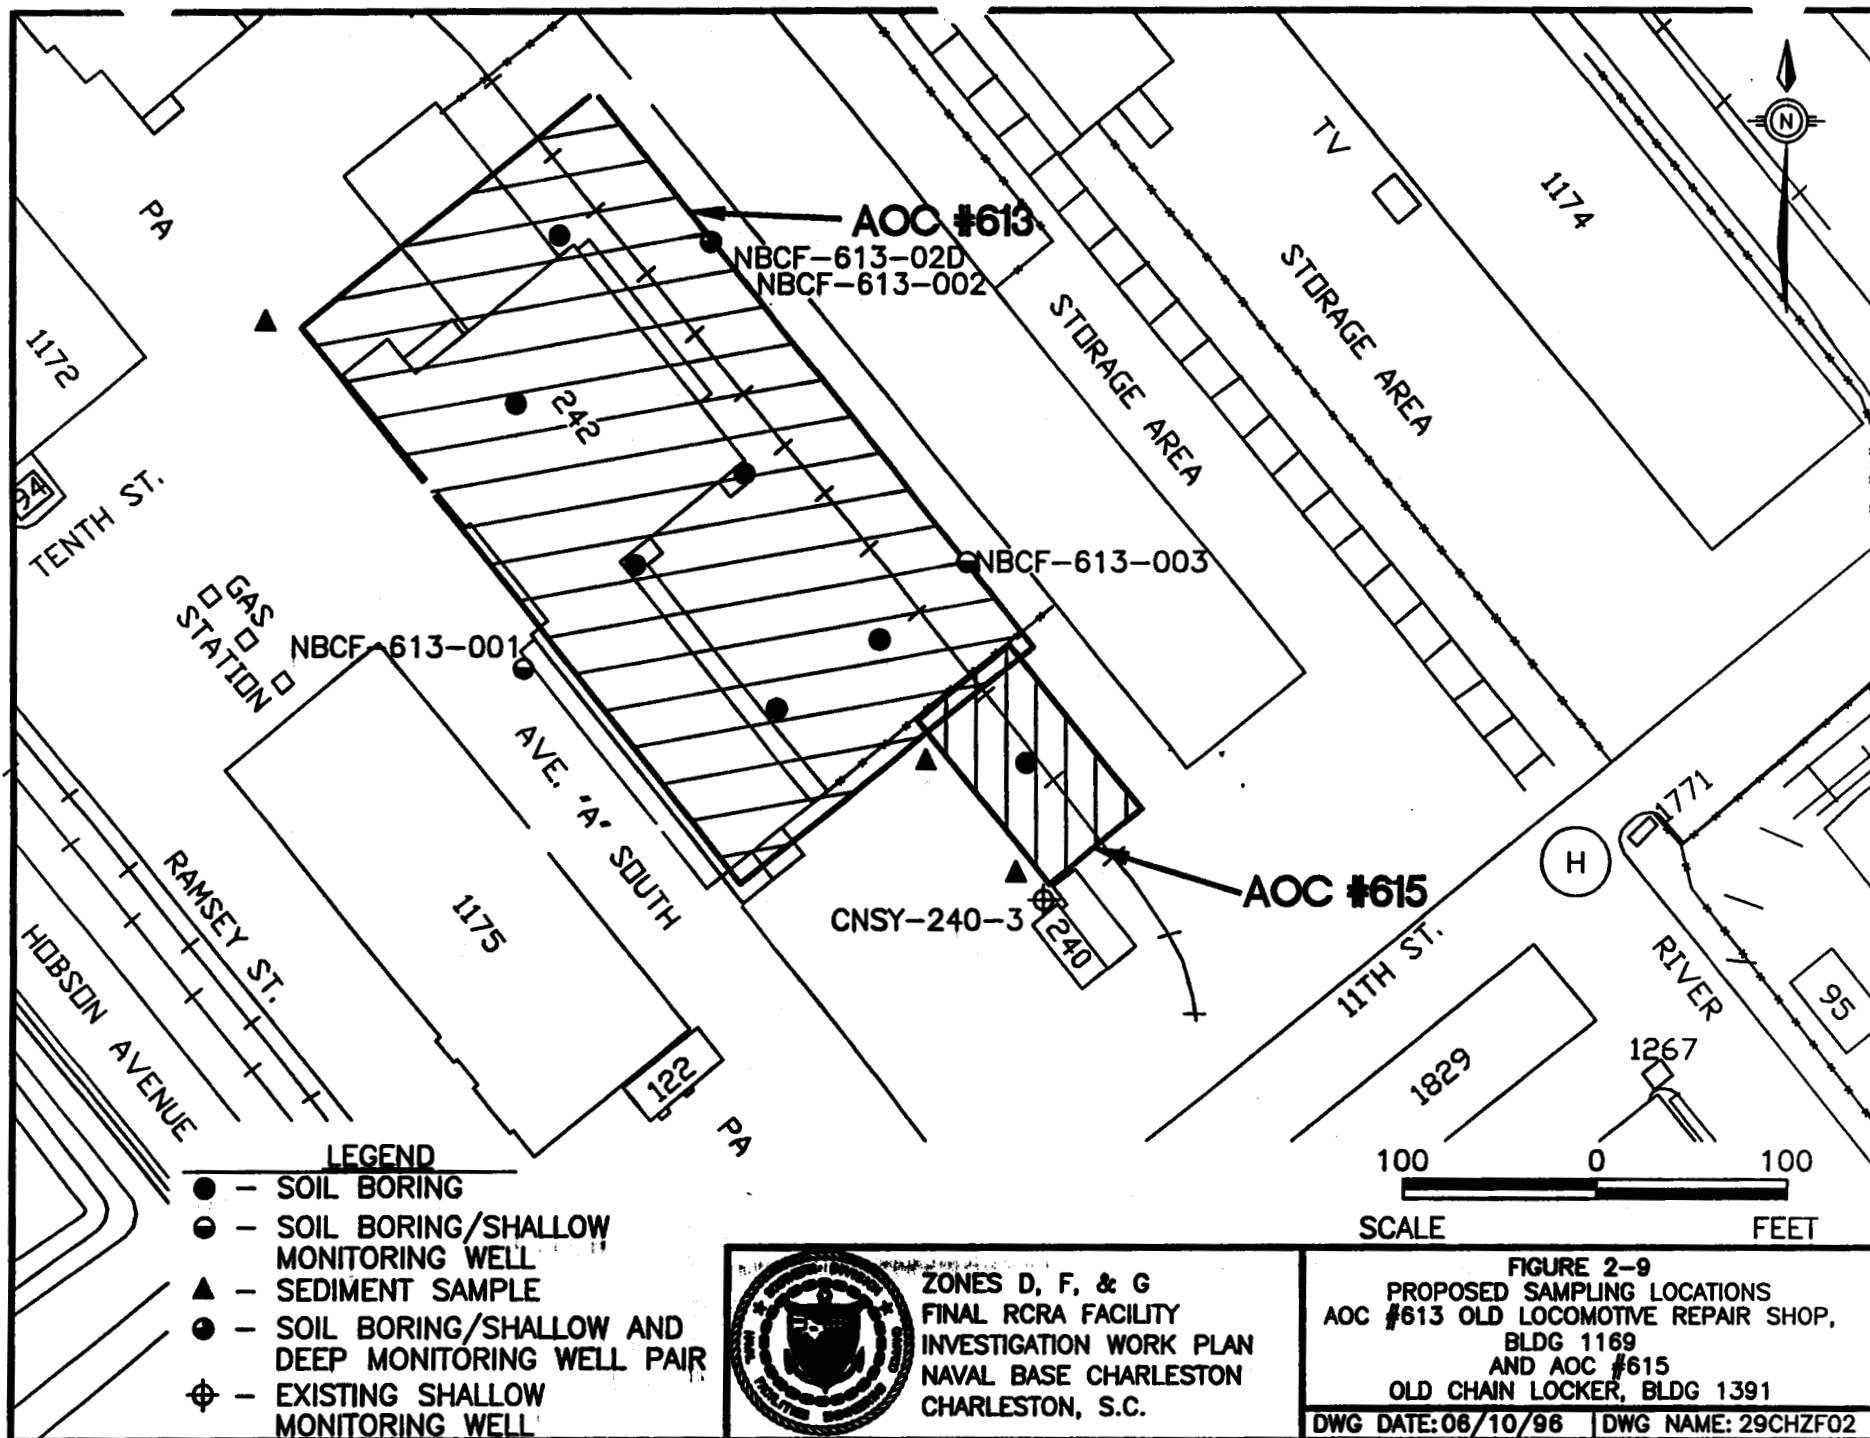 PA
AOC #613
NBCF-613-02D
NBCF-613-002
TV
1174
STORAGE AREA
STORAGE AREA
N
1172
242
94
TENTH ST.
GAS
STATION
NBCF-613-001
NBCF-613-003
AVE. "A" SOUTH
RAMSEY ST.
HOBSON AVENUE
1175
122
PA
CNSY-240-3
240
AOC #615
11TH ST.
H
1771
RIVER
95
1267
1829
LEGEND
- SOIL BORING
- SOIL BORING/SHALLOW
MONITORING WELL
- SEDIMENT SAMPLE
- SOIL BORING/SHALLOW AND
DEEP MONITORING WELL PAIR
- EXISTING SHALLOW
MONITORING WELL
100 0 100
SCALE FEET
ZONES D, F, & G
FINAL RCRA FACILITY
INVESTIGATION WORK PLAN
NAVAL BASE CHARLESTON
CHARLESTON, S.C.
FIGURE 2-9
PROPOSED SAMPLING LOCATIONS
AOC #613 OLD LOCOMOTIVE REPAIR SHOP,
BLDG 1169
AND AOC #615
OLD CHAIN LOCKER, BLDG 1391
DWG DATE: 06/10/96 DWG NAME: 29CHZF02